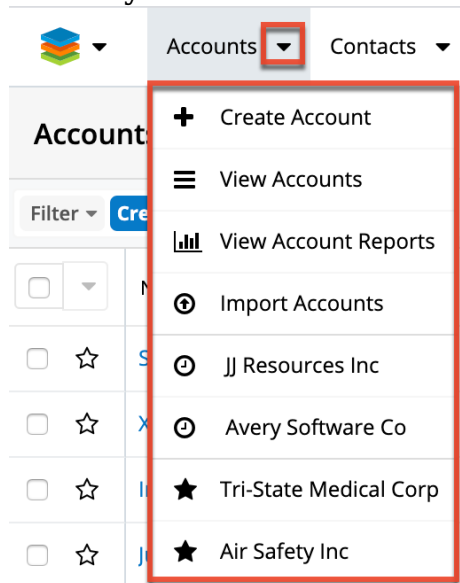 Accounts
Contacts
Create Account
View Accounts
View Account Reports
Import Accounts
JJ Resources Inc
Avery Software Co
Tri-State Medical Corp
Air Safety Inc
Filter